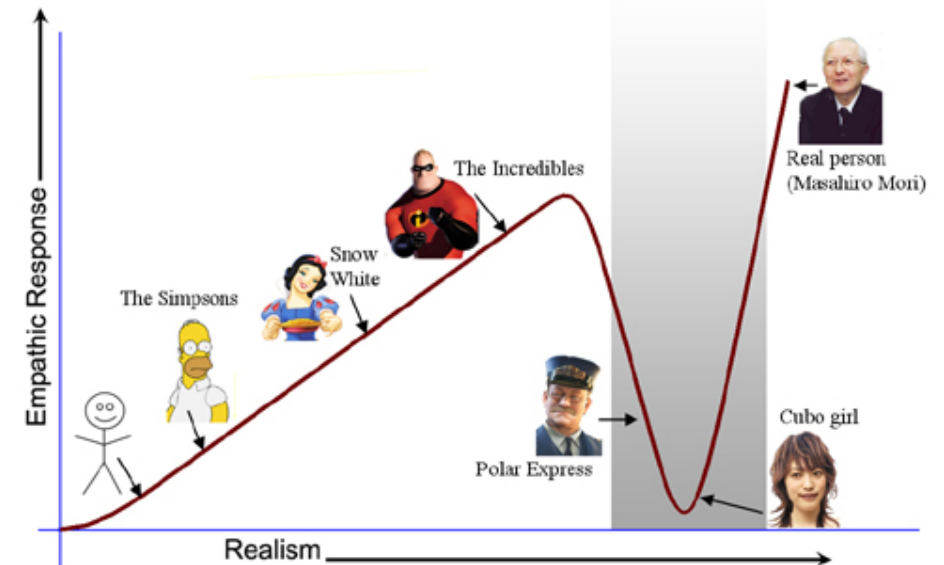 Empathic Response
The Incredibles
Real person
(Masahiro Mori)
Snow
White
The Simpsons
Polar Express
Cubo girl
Realism